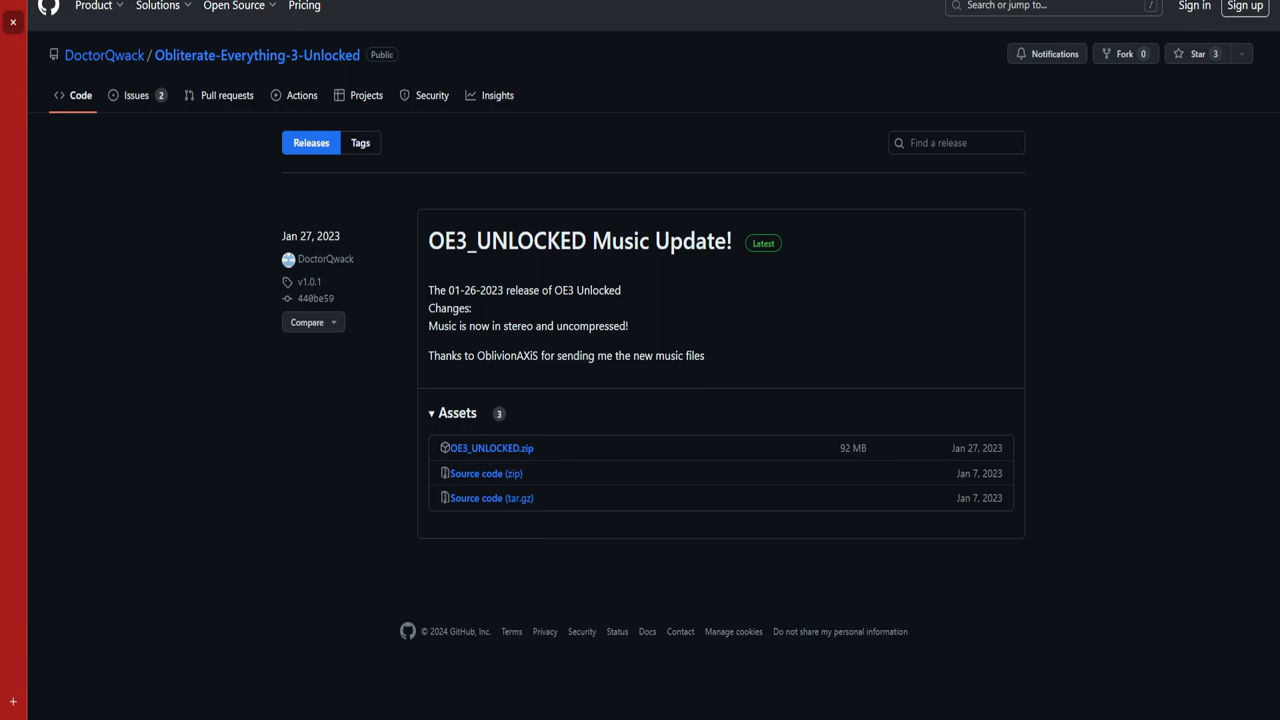 Product Solutions Open Source Pricing Search or jump to... / Sign in Sign up
DoctorQwack / Obliterate-Everything-3-Unlocked Public Notifications Fork 0 Star 3
Code Issues 2 Pull requests Actions Projects Security Insights
Releases Tags Find a release
Jan 27, 2023
DoctorQwack
v1.0.1
440be59
Compare
OE3_UNLOCKED Music Update! Latest
The 01-26-2023 release of OE3 Unlocked
Changes:
Music is now in stereo and uncompressed!
Thanks to OblivionAXiS for sending me the new music files
Assets 3
OE3_UNLOCKED.zip 92 MB Jan 27, 2023
Source code (zip) Jan 7, 2023
Source code (tar.gz) Jan 7, 2023
© 2024 GitHub, Inc. Terms Privacy Security Status Docs Contact Manage cookies Do not share my personal information